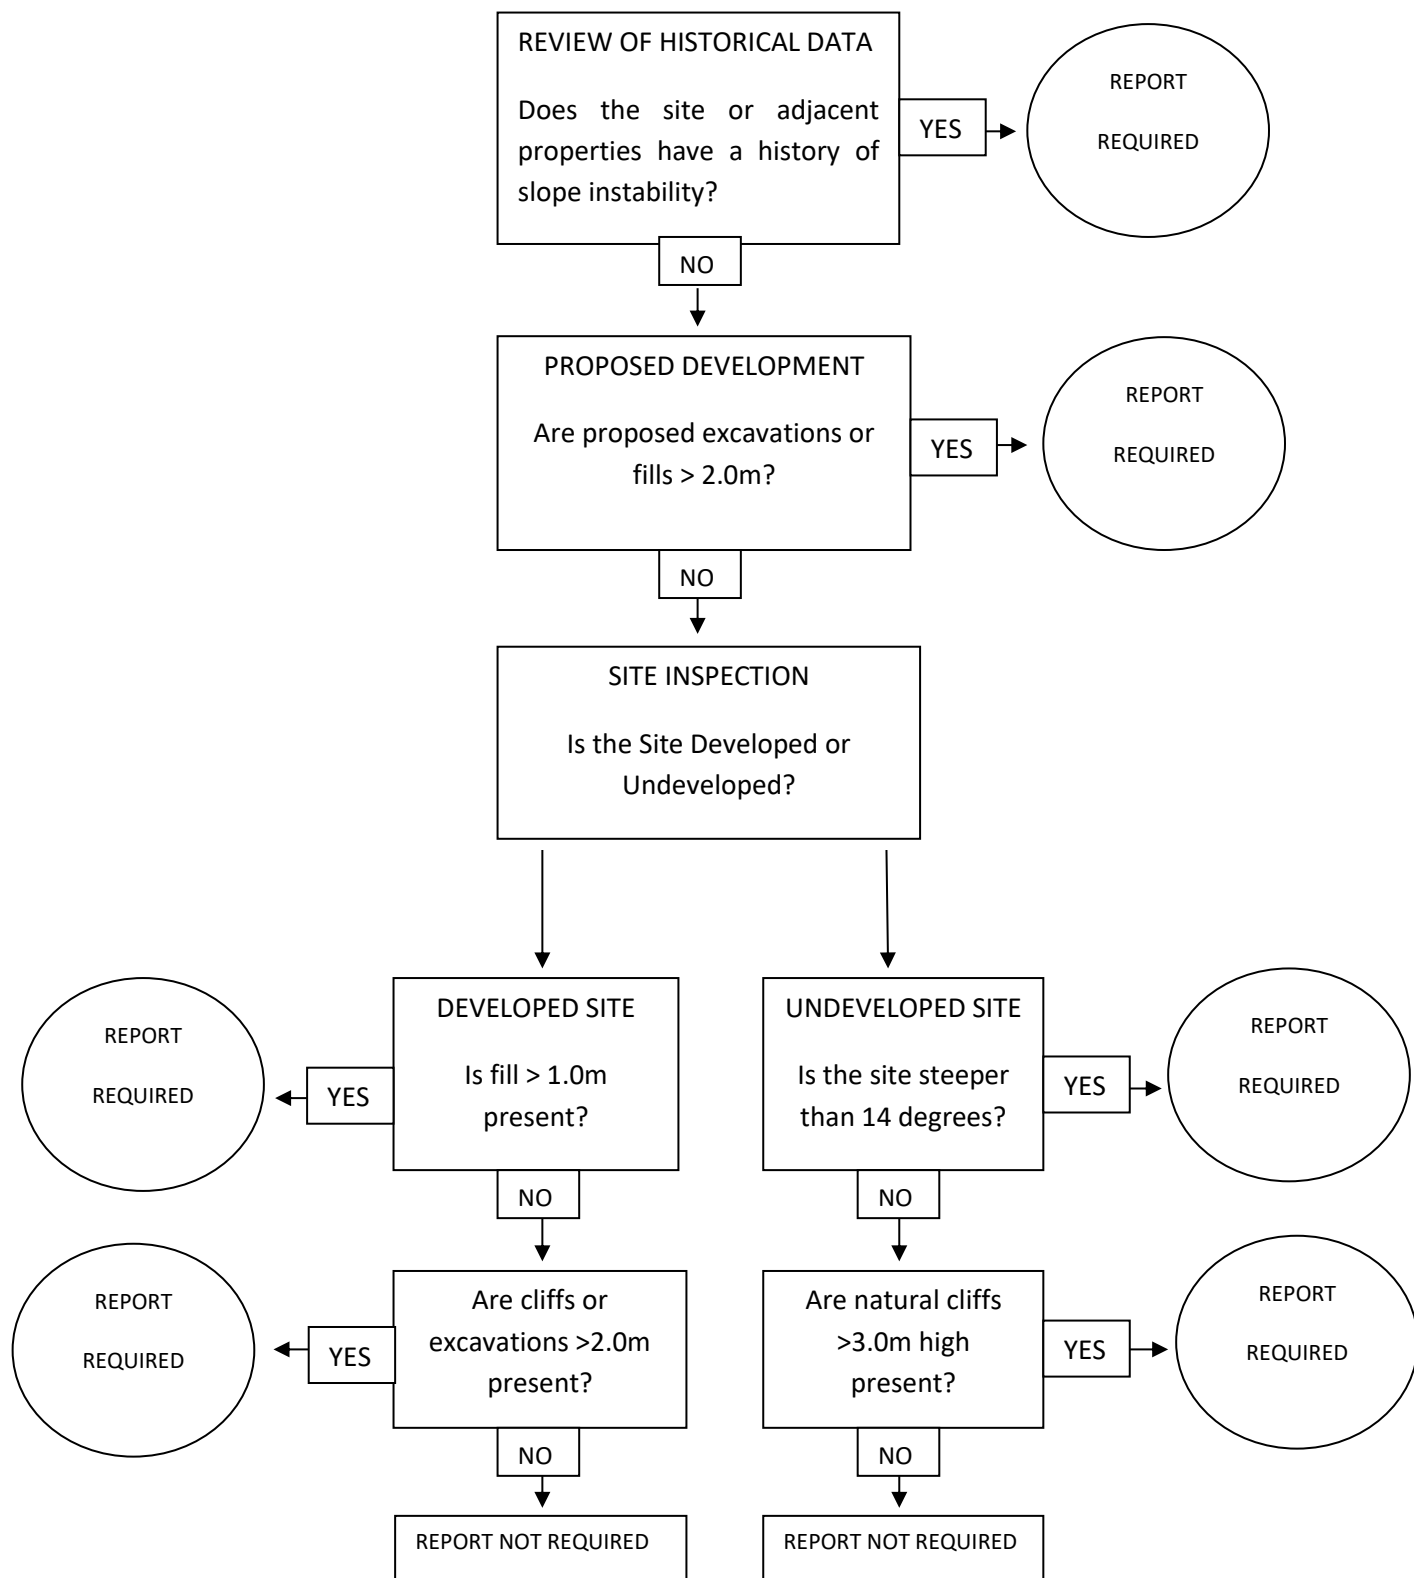 REVIEW OF HISTORICAL DATA
Does the site or adjacent
properties have a history of
slope instability?
YES
REPORT
REQUIRED
NO
PROPOSED DEVELOPMENT
Are proposed excavations or
fills > 2.0m?
YES
REPORT
REQUIRED
NO
SITE INSPECTION
Is the Site Developed or
Undeveloped?
DEVELOPED SITE
Is fill > 1.0m
present?
YES
REPORT
REQUIRED
NO
Are cliffs or
excavations >2.0m
present?
YES
REPORT
REQUIRED
NO
REPORT NOT REQUIRED
UNDEVELOPED SITE
Is the site steeper
than 14 degrees?
YES
REPORT
REQUIRED
NO
Are natural cliffs
>3.0m high
present?
YES
REPORT
REQUIRED
NO
REPORT NOT REQUIRED